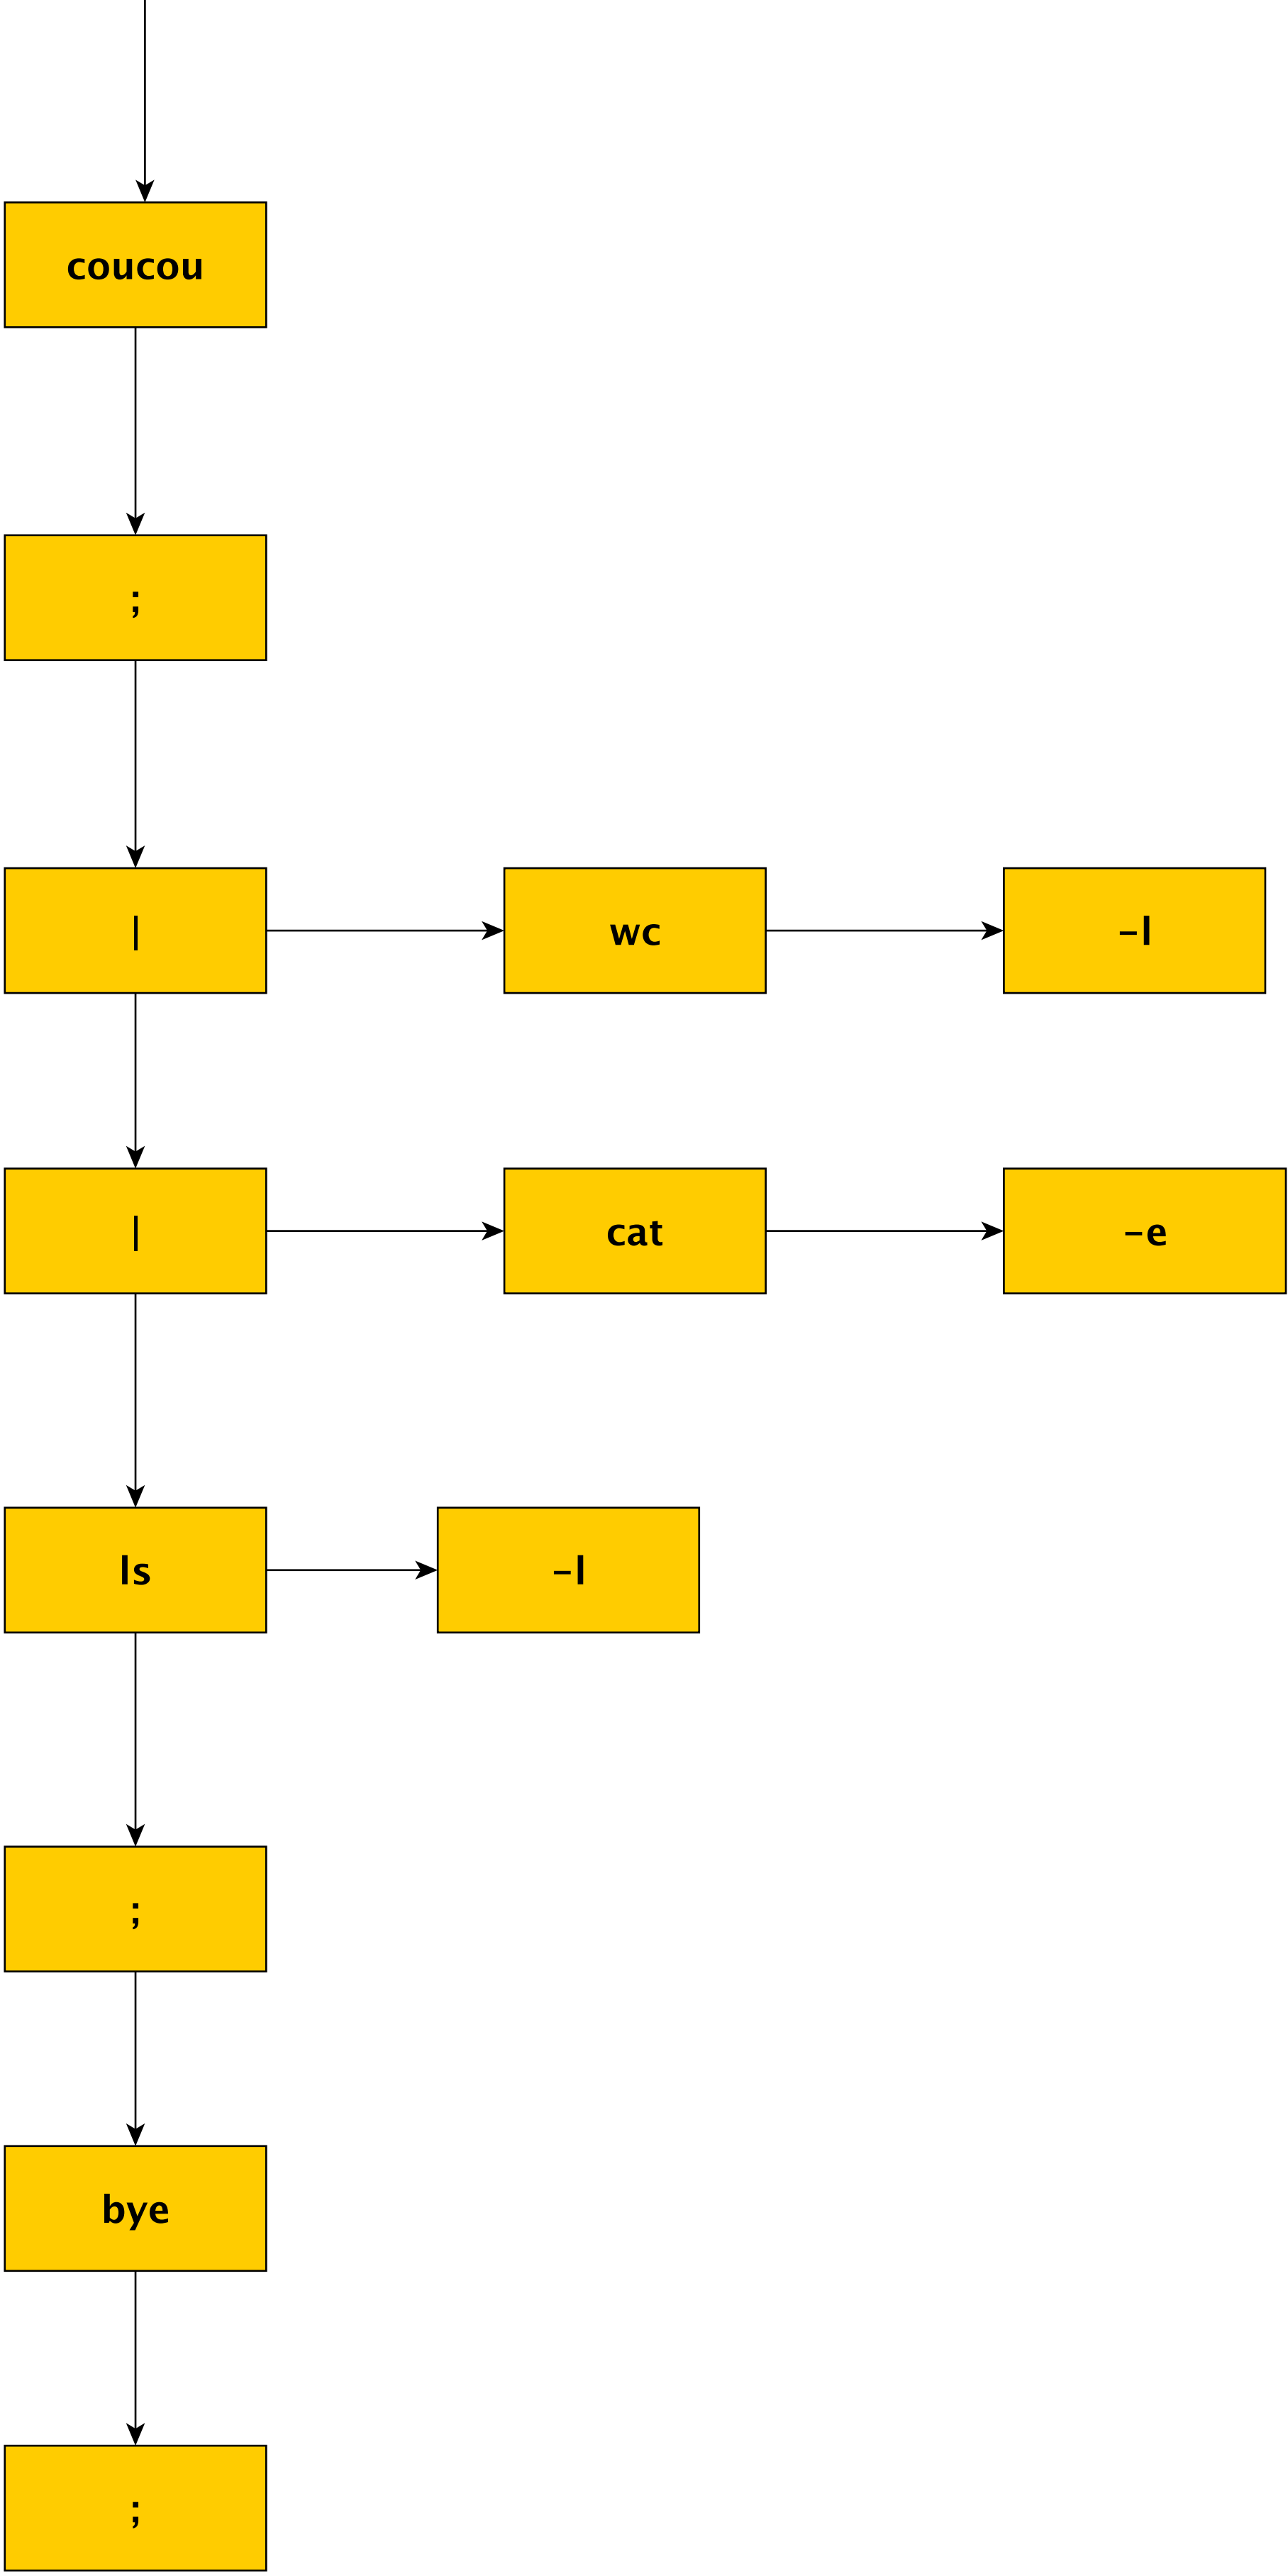 coucou
;
| wc -l
| cat -e
ls -l
;
bye
;